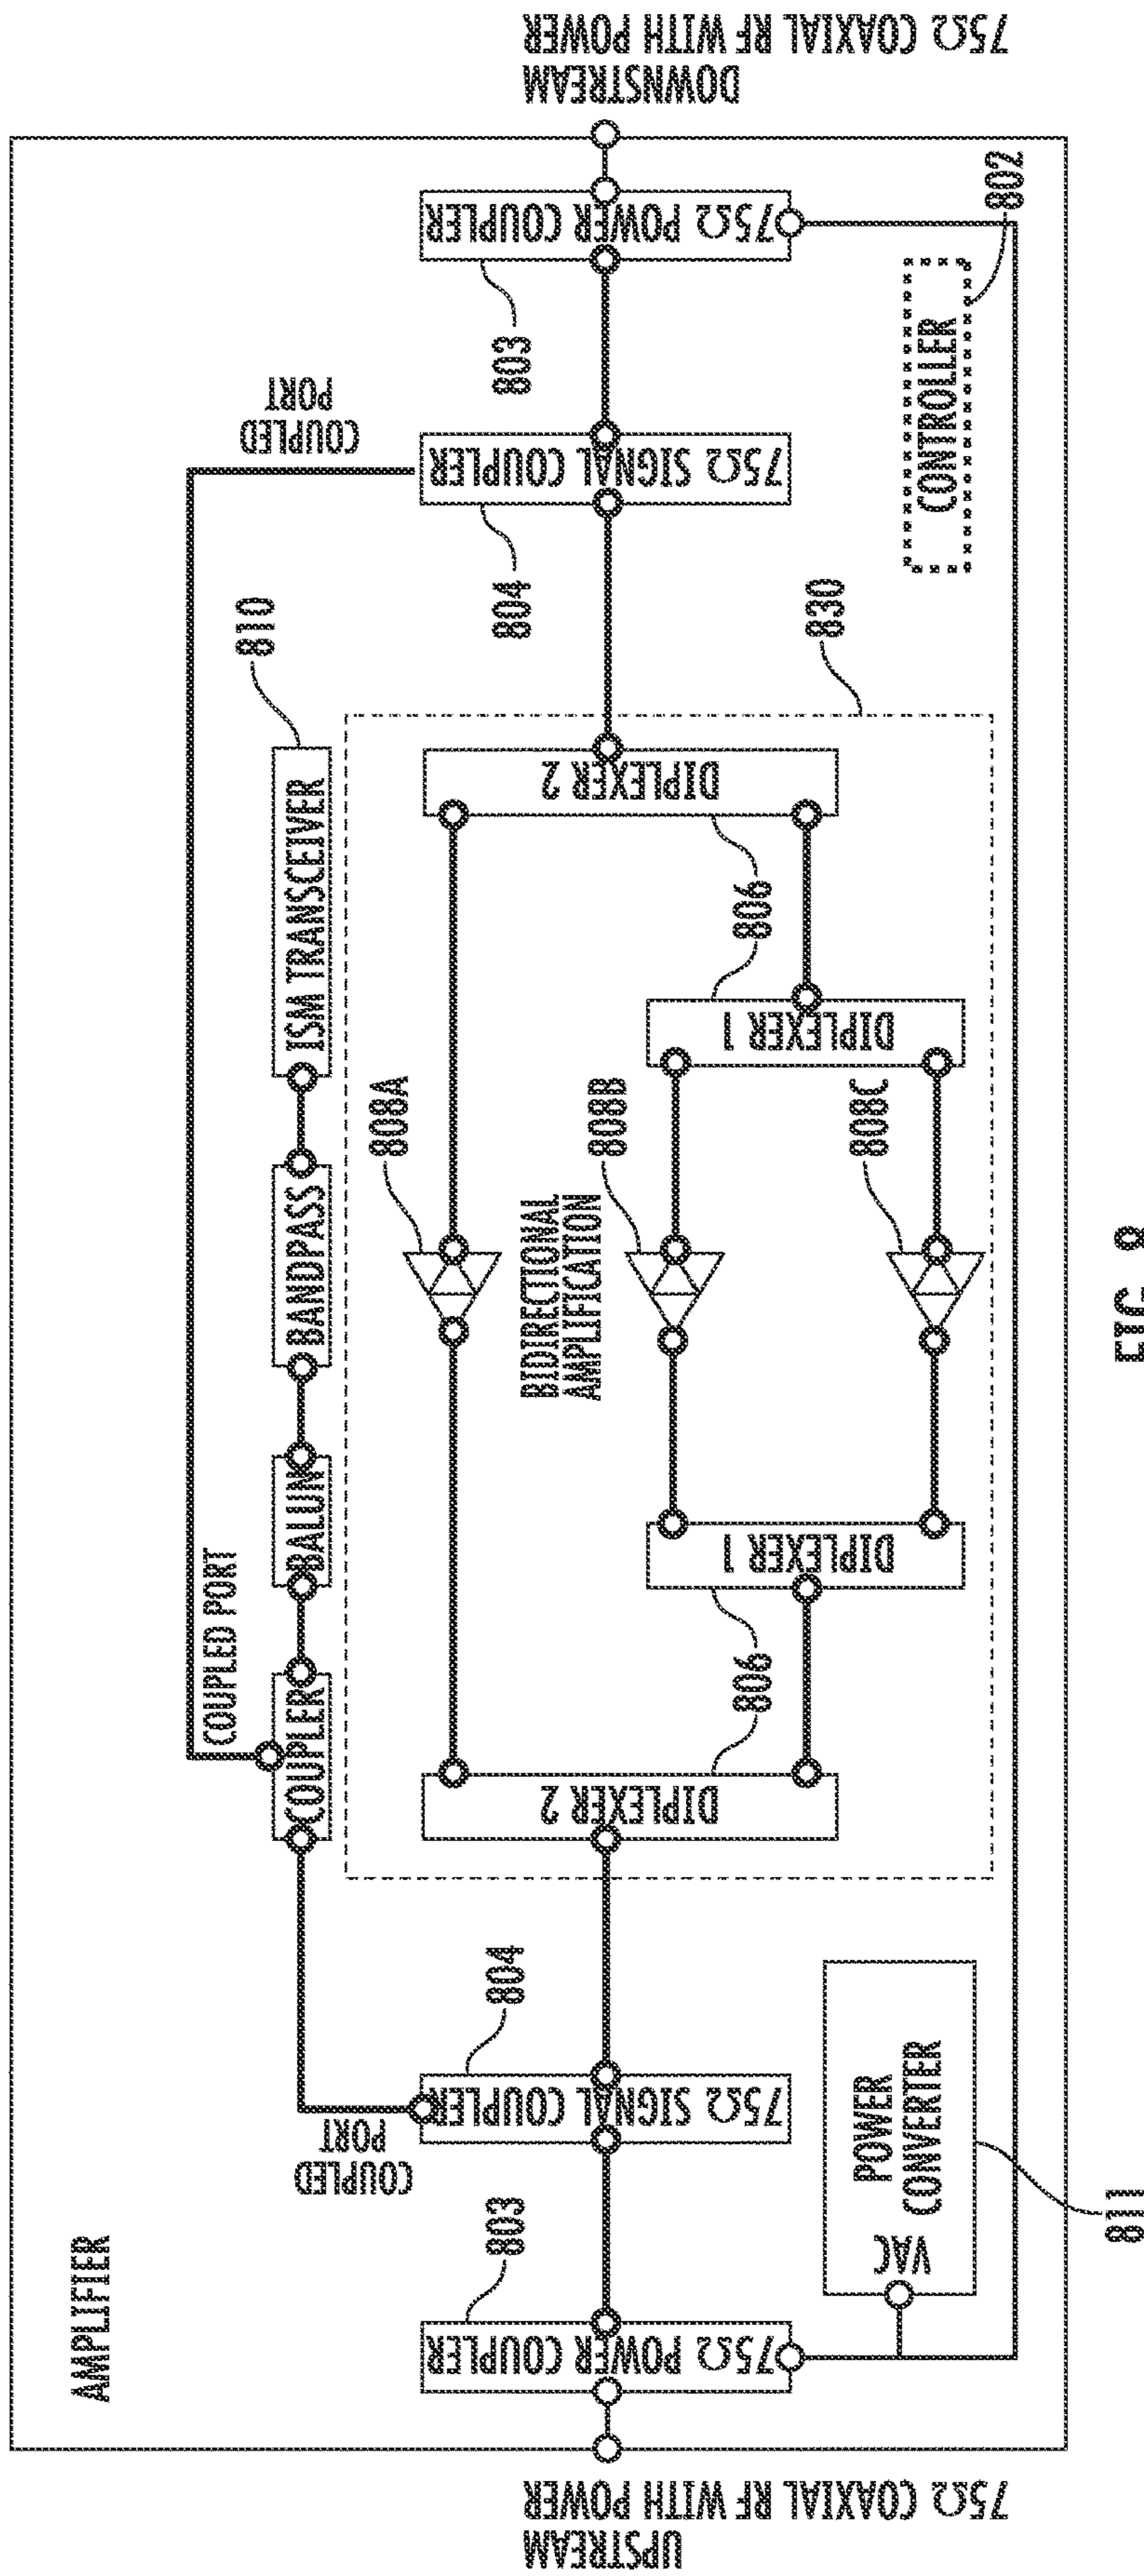 AMPLIFIER
UPSTREAM
75Ω COAXIAL RF WITH POWER
75Ω POWER COUPLER
803
COUPLED
PORT
75Ω SIGNAL COUPLER
804
POWER
CONVERTER
VAC
811
COUPLED PORT
COUPLER
BALUN
BANDPASS
ISM TRANSCEIVER
810
DIPLEXER 2
806
DIPLEXER 1
BIDIRECTIONAL
AMPLIFICATION
808A
808B
808C
DIPLEXER 1
806
DIPLEXER 2
830
COUPLED
PORT
75Ω SIGNAL COUPLER
804
75Ω POWER COUPLER
803
CONTROLLER
802
DOWNSTREAM
75Ω COAXIAL RF WITH POWER
FIG. 8